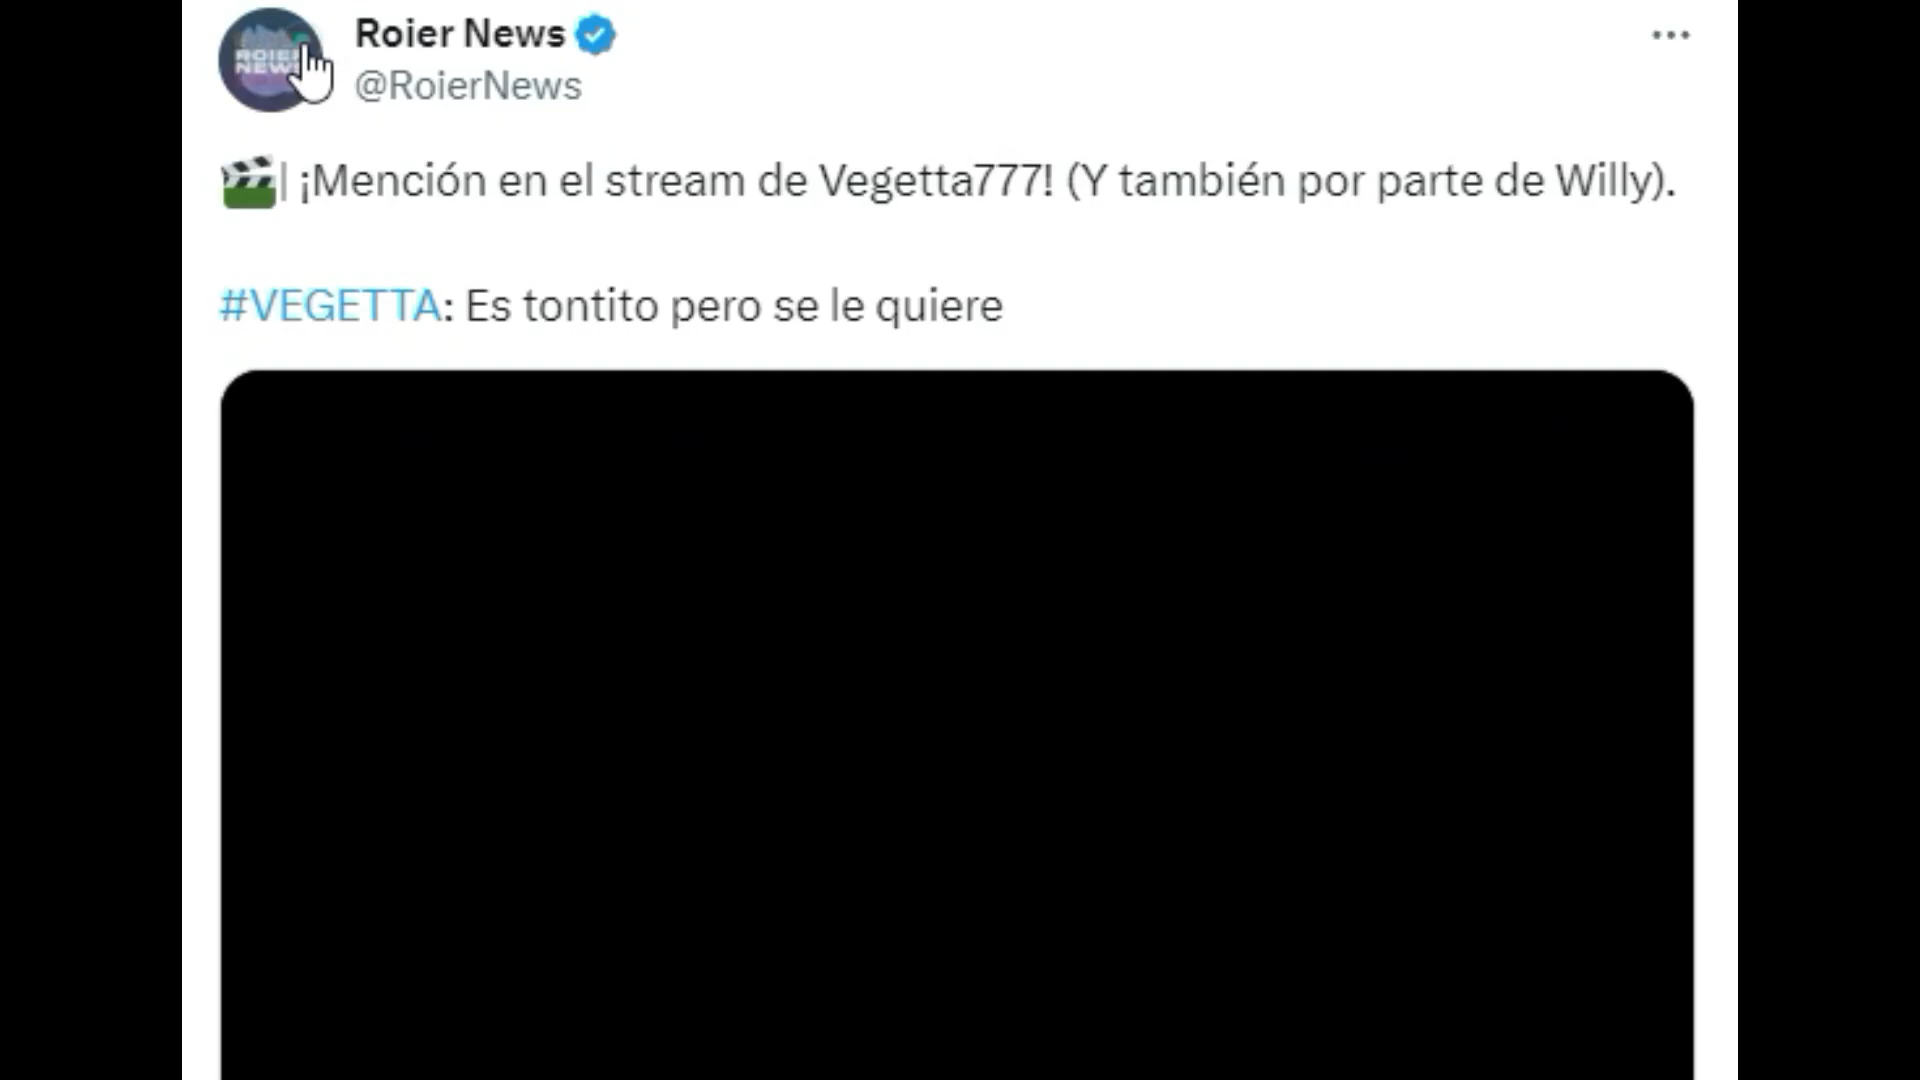 Roier News
@RoierNews
🎬| ¡Mención en el stream de Vegetta777! (Y también por parte de Willy).
#VEGETTA: Es tontito pero se le quiere